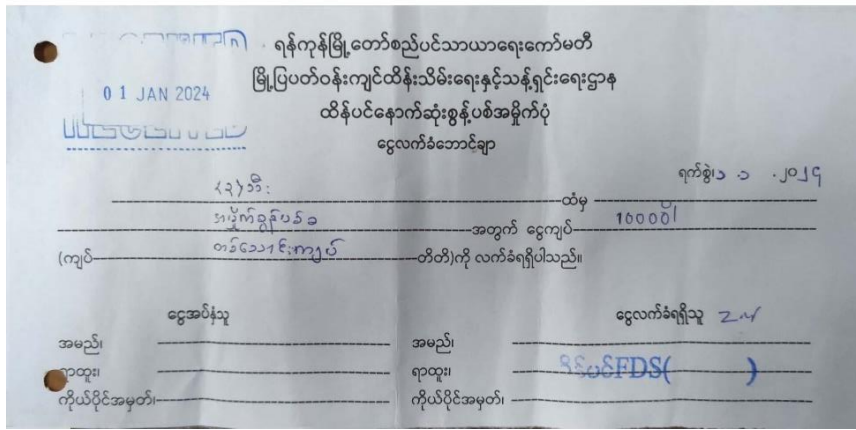 ရန်ကုန်မြို့တော်စည်ပင်သာယာရေးကော်မတီ
မြို့ပြပတ်ဝန်းကျင်ထိန်းသိမ်းရေးနှင့်သန့်ရှင်းရေးဌာန
01 JAN 2024
ထိန်ပင်နောက်ဆုံးစွန့်ပစ်အမှိုက်ပုံ
ငွေလက်ခံဘောင်ချာ
ရက်စွဲ၊ ၁ .၁ .၂၀၂၄
(၃)ဘီး ထံမှ
အမှိုက်စွန့်ပစ်ခ အတွက် ငွေကျပ် 10000ိ/
(ကျပ် တစ်သောင်းကျပ် တိတိ)ကို လက်ခံရရှိပါသည်။
ငွေအပ်နှံသူ ငွေလက်ခံရရှိသူ
အမည်၊ အမည်၊
ရာထူး၊ ရာထူး၊ ထိန်ပင်FDS( )
ကိုယ်ပိုင်အမှတ်၊ ကိုယ်ပိုင်အမှတ်၊